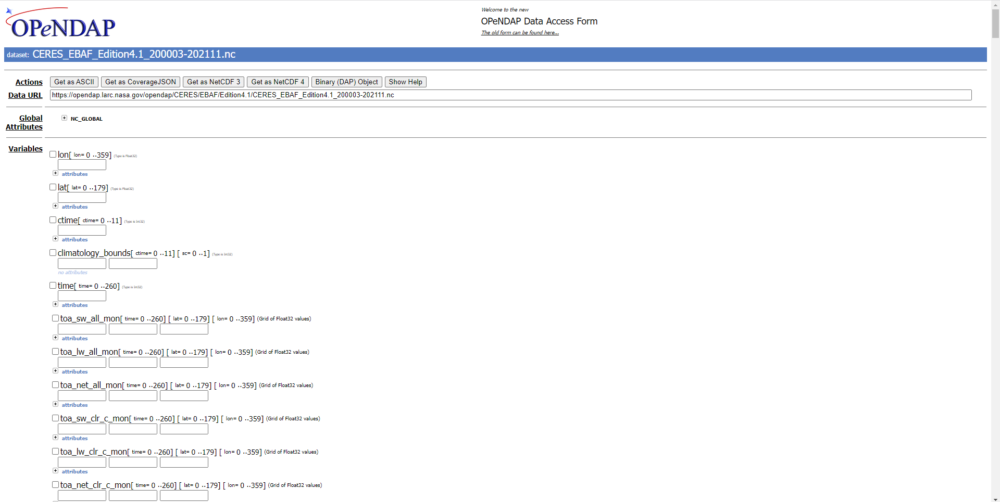 OPeNDAP
Welcome to the new
OPeNDAP Data Access Form
The old form can be found here...
dataset: CERES_EBAF_Edition4.1_200003-202111.nc
Actions Get as ASCII Get as CoverageJSON Get as NetCDF 3 Get as NetCDF 4 Binary (DAP) Object Show Help
Data URL https://opendap.larc.nasa.gov/opendap/CERES/EBAF/Edition4.1/CERES_EBAF_Edition4.1_200003-202111.nc
Global Attributes
NC_GLOBAL
Variables
lon[ lon= 0 ..359] (Type is Float32)
attributes
lat[ lat= 0 ..179] (Type is Float32)
attributes
ctime[ ctime= 0 ..11] (Type is Int32)
attributes
climatology_bounds[ ctime= 0 ..11] [ sc= 0 ..1] (Type is Int32)
no attributes
time[ time= 0 ..260] (Type is Int32)
attributes
toa_sw_all_mon[ time= 0 ..260] [ lat= 0 ..179] [ lon= 0 ..359] (Grid of Float32 values)
attributes
toa_lw_all_mon[ time= 0 ..260] [ lat= 0 ..179] [ lon= 0 ..359] (Grid of Float32 values)
attributes
toa_net_all_mon[ time= 0 ..260] [ lat= 0 ..179] [ lon= 0 ..359] (Grid of Float32 values)
attributes
toa_sw_clr_c_mon[ time= 0 ..260] [ lat= 0 ..179] [ lon= 0 ..359] (Grid of Float32 values)
attributes
toa_lw_clr_c_mon[ time= 0 ..260] [ lat= 0 ..179] [ lon= 0 ..359] (Grid of Float32 values)
attributes
toa_net_clr_c_mon[ time= 0 ..260] [ lat= 0 ..179] [ lon= 0 ..359] (Grid of Float32 values)